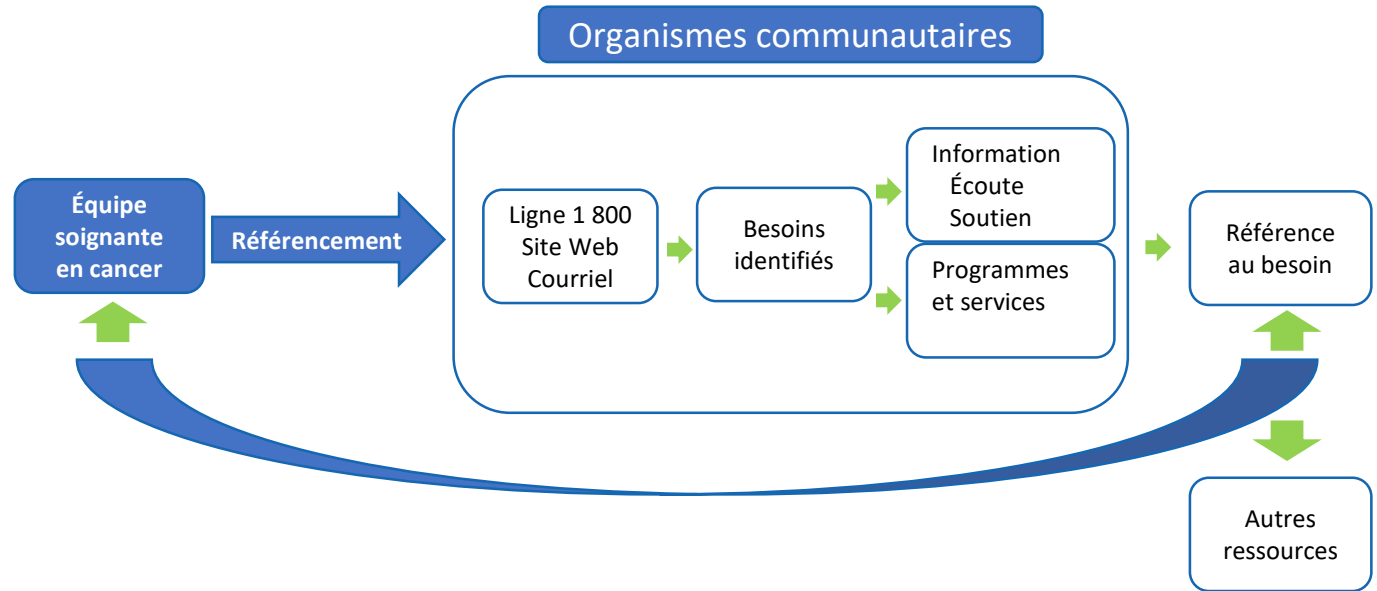 Organismes communautaires
Équipe
soignante
en cancer
Référencement
Ligne 1 800
Site Web
Courriel
Besoins
identifiés
Information
Écoute
Soutien
Programmes
et services
Référence
au besoin
Autres
ressources